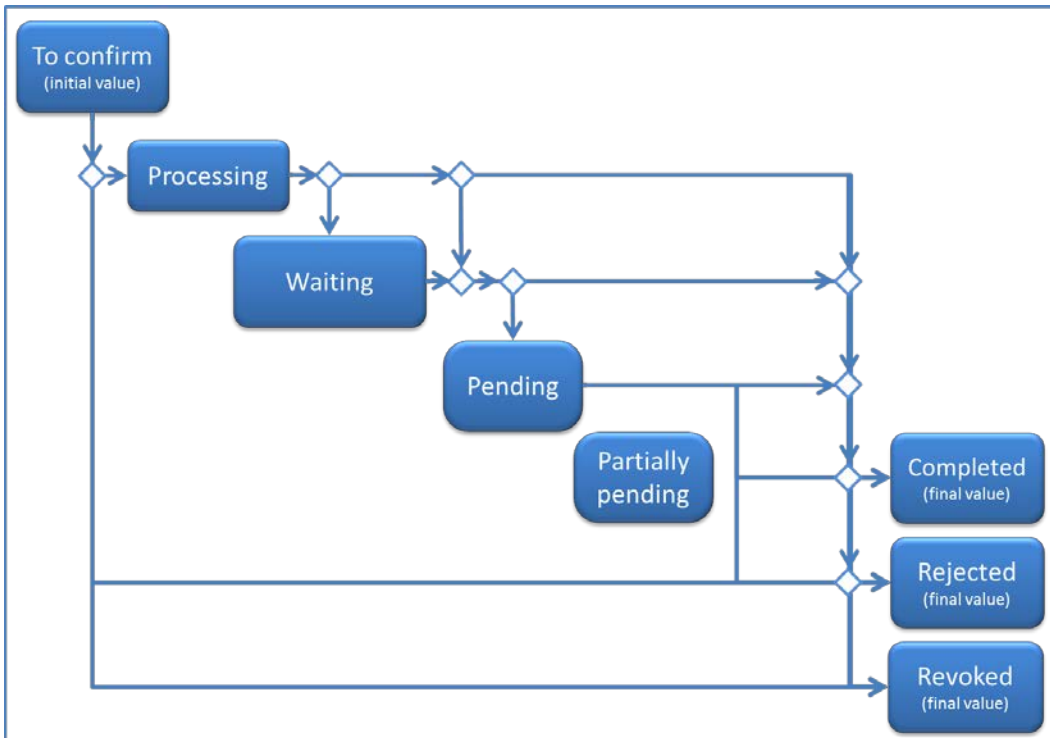 To confirm
(initial value)
Processing
Waiting
Pending
Partially
pending
Completed
(final value)
Rejected
(final value)
Revoked
(final value)